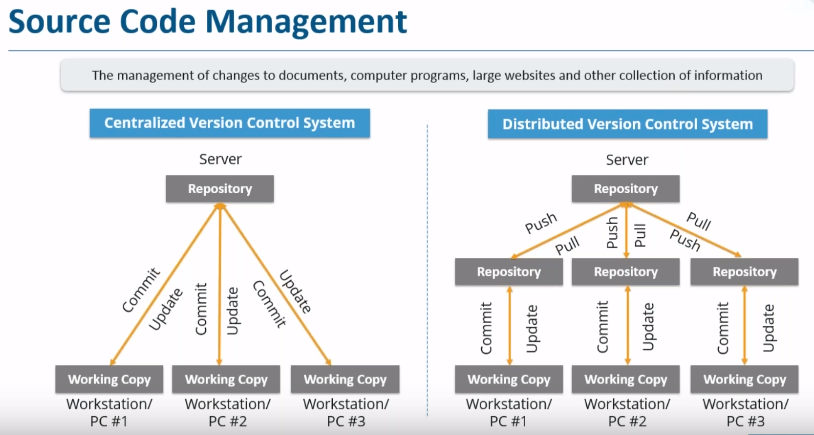 Source Code Management
The management of changes to documents, computer programs, large websites and other collection of information
Centralized Version Control System
Server
Repository
Commit
Update
Commit
Update
Update
Commit
Working Copy
Working Copy
Working Copy
Workstation/
PC #1
Workstation/
PC #2
Workstation/
PC #3
Distributed Version Control System
Server
Repository
Push
Pull
Push
Pull
Pull
Push
Repository
Repository
Repository
Commit
Update
Commit
Update
Commit
Update
Working Copy
Working Copy
Working Copy
Workstation/
PC #1
Workstation/
PC #2
Workstation/
PC #3